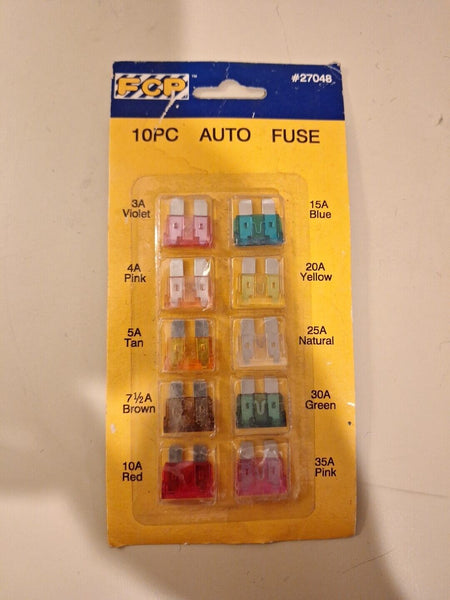 FCP™
#27048
10PC AUTO FUSE
3A
Violet
15A
Blue
4A
Pink
20A
Yellow
5A
Tan
25A
Natural
7½A
Brown
30A
Green
10A
Red
35A
Pink